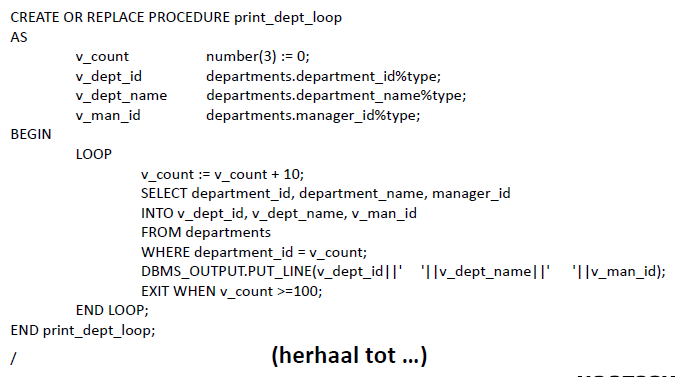 CREATE OR REPLACE PROCEDURE print_dept_loop
AS
v_count number(3) := 0;
v_dept_id departments.department_id%type;
v_dept_name departments.department_name%type;
v_man_id departments.manager_id%type;
BEGIN
LOOP
v_count := v_count + 10;
SELECT department_id, department_name, manager_id
INTO v_dept_id, v_dept_name, v_man_id
FROM departments
WHERE department_id = v_count;
DBMS_OUTPUT.PUT_LINE(v_dept_id||'    '||v_dept_name||'    '||v_man_id);
EXIT WHEN v_count >=100;
END LOOP;
END print_dept_loop;
/ (herhaal tot ...)